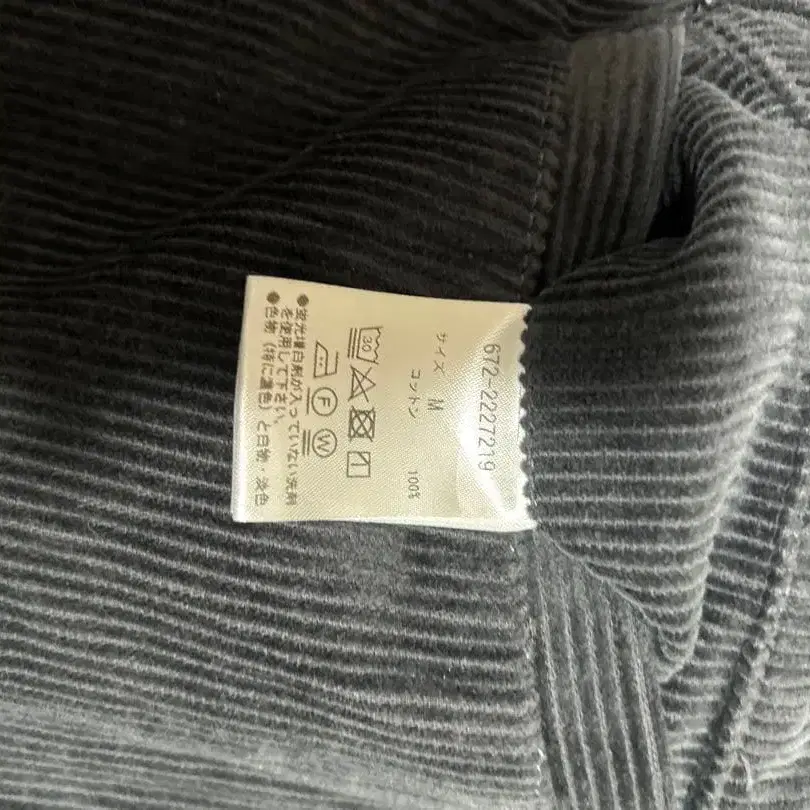 672-2227219
サイズ M
コットン 100%
30
F W
●蛍光増白剤が入っていない洗剤
を使用して下さい。
●色物（特に濃色）と白物・淡色